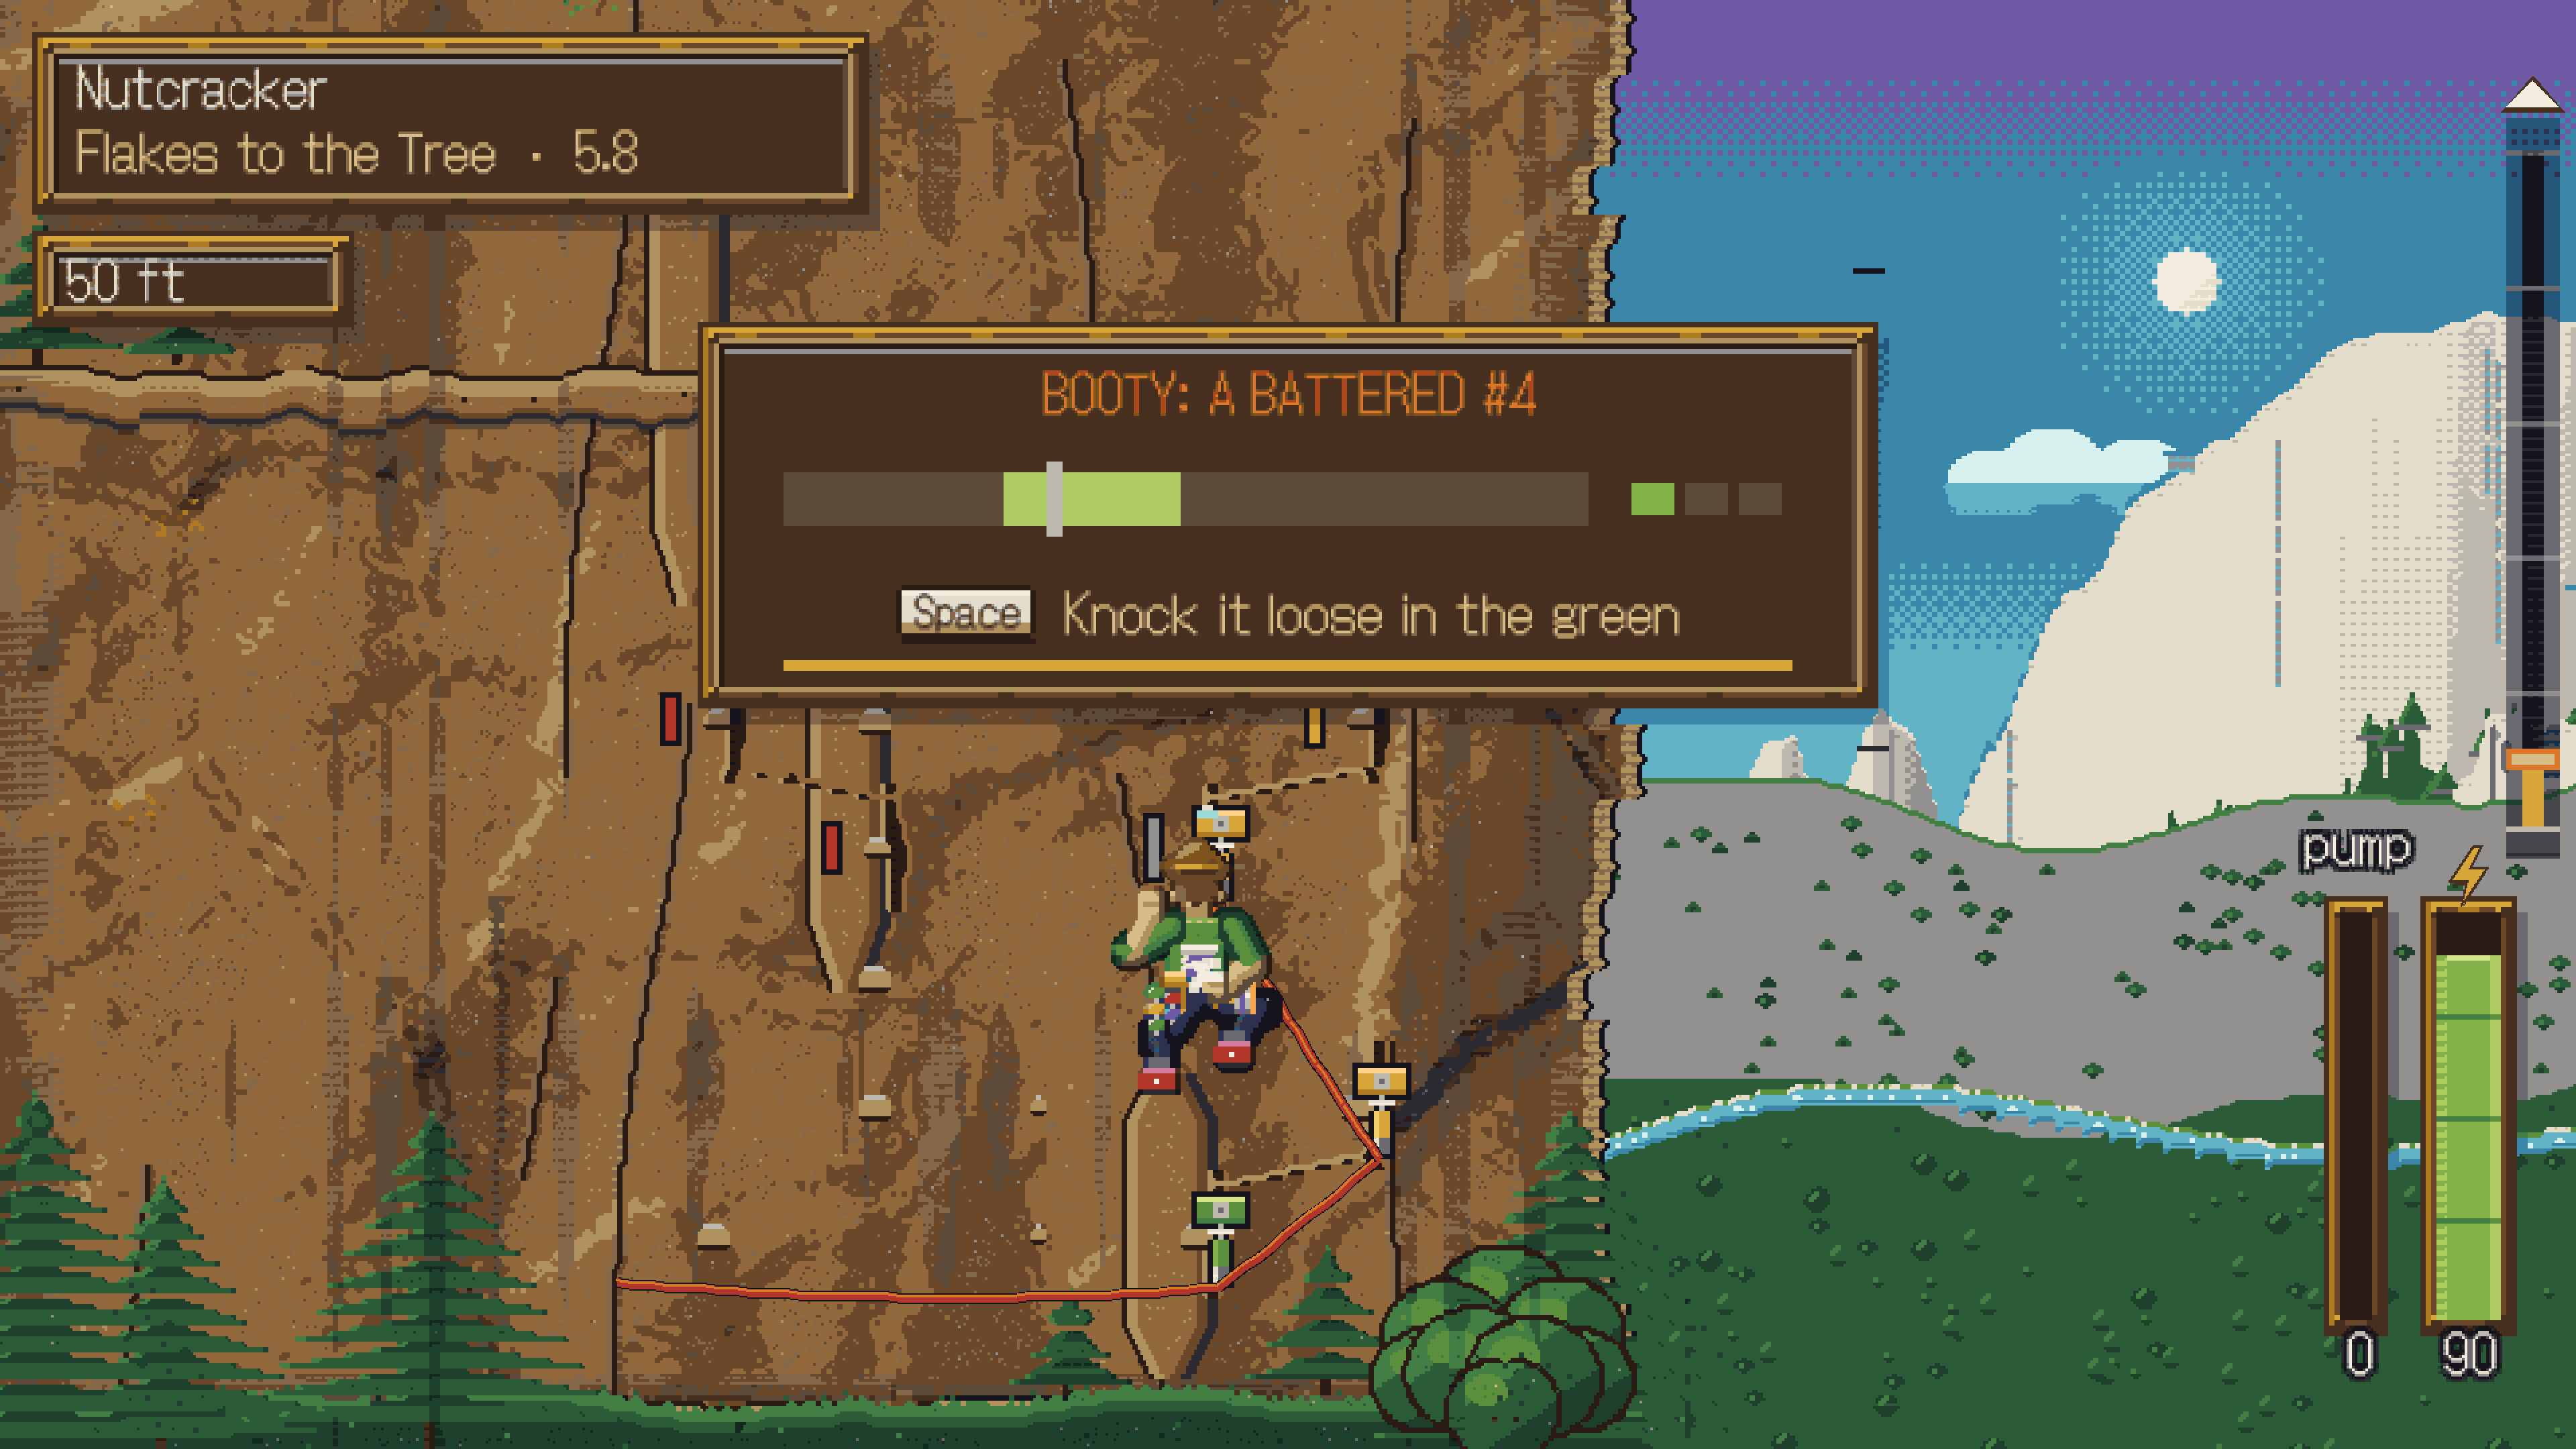 Nutcracker
Flakes to the Tree · 5.8
50 ft
BOOTY: A BATTERED #4
Space Knock it loose in the green
pump
0 90